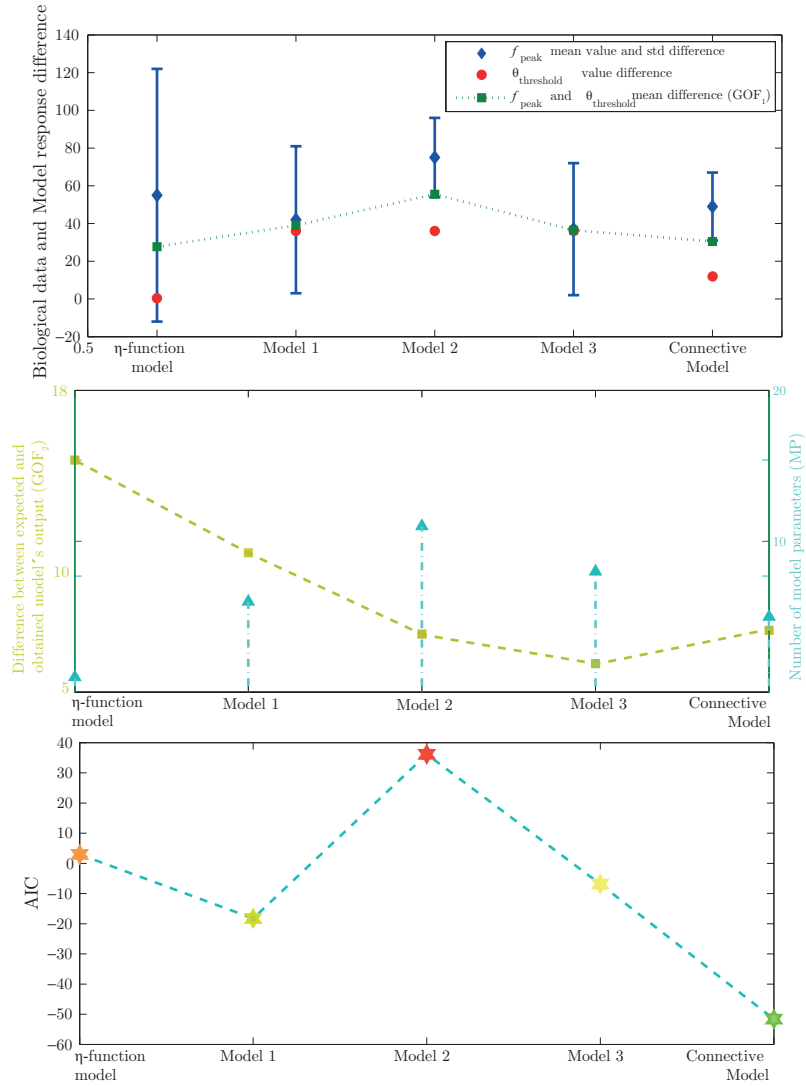 140
120
100
80
60
40
20
0
−20
Biological data and Model response difference
f peak mean value and std difference
θ threshold value difference
f peak and θ threshold mean difference (GOF₁)
0.5
η-function model
Model 1
Model 2
Model 3
Connective Model
18
10
5
Difference between expected and
obtained model´s output (GOF₂)
20
10
Number of model parameters (MP)
η-function model
Model 1
Model 2
Model 3
Connective Model
40
30
20
10
0
−10
−20
−30
−40
−50
−60
AIC
η-function model
Model 1
Model 2
Model 3
Connective Model